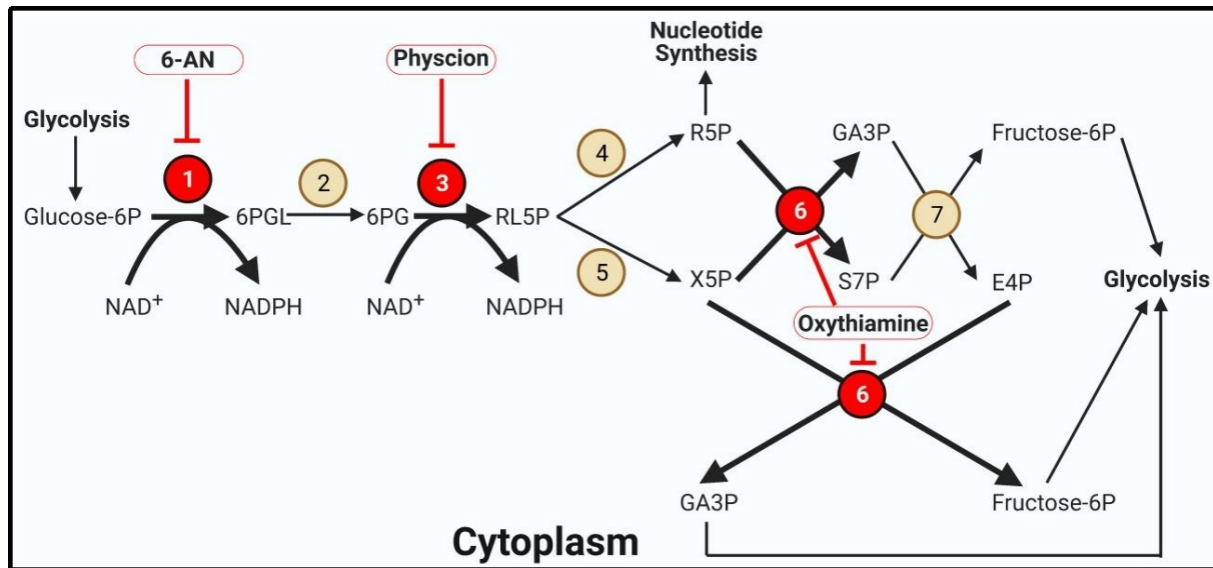 Nucleotide
Synthesis
6-AN
Physcion
Glycolysis
R5P
GA3P
Fructose-6P
4
1
2
3
6
7
Glucose-6P
6PGL
6PG
RL5P
5
X5P
S7P
E4P
Glycolysis
NAD+
NADPH
NAD+
NADPH
Oxythiamine
6
GA3P
Fructose-6P
Cytoplasm